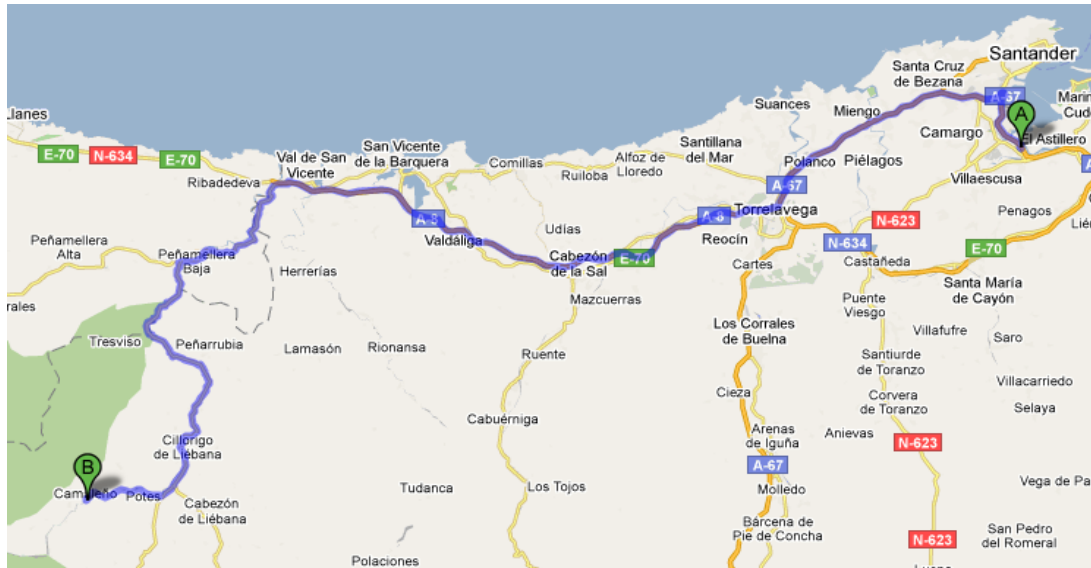 Santander
Santa Cruz
de Bezana
A-67
Suances
Miengo
A
Camargo
El Astillero
Llanes
E-70
N-634
E-70
Val de San
Vicente
San Vicente
de la Barquera
Comillas
Ruiloba
Alfoz de
Lloredo
Santillana
del Mar
Polanco
Piélagos
Villaescusa
Ribadedeva
A-67
Torrelavega
N-623
Penagos
A-8
Reocín
N-634
E-70
Peñamellera
Alta
Peñamellera
Baja
Valdáliga
Udías
Cabezón
de la Sal
E-70
Cartes
Castañeda
Santa María
de Cayón
Herrerías
Mazcuerras
Puente
Viesgo
Villafufre
Saro
Los Corrales
de Buelna
Tresviso
Peñarrubia
Lamasón
Rionansa
Ruente
Santiurde
de Toranzo
Villacarriedo
Selaya
Cieza
Corvera
de Toranzo
Cabuérniga
Arenas
de Iguña
Anievas
N-623
Cillorigo
de Liébana
A-67
B
Camaleño
Potes
Cabezón
de Liébana
Tudanca
Los Tojos
Molledo
Vega de Pa
Bárcena de
Pie de Concha
San Pedro
del Romeral
N-623
Polaciones